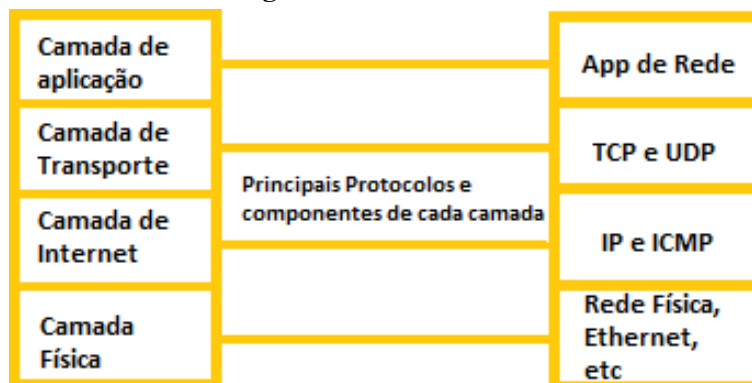 Camada de
aplicação
App de Rede
Camada de
Transporte
TCP e UDP
Principais Protocolos e
componentes de cada camada
Camada de
Internet
IP e ICMP
Camada
Física
Rede Física,
Ethernet,
etc